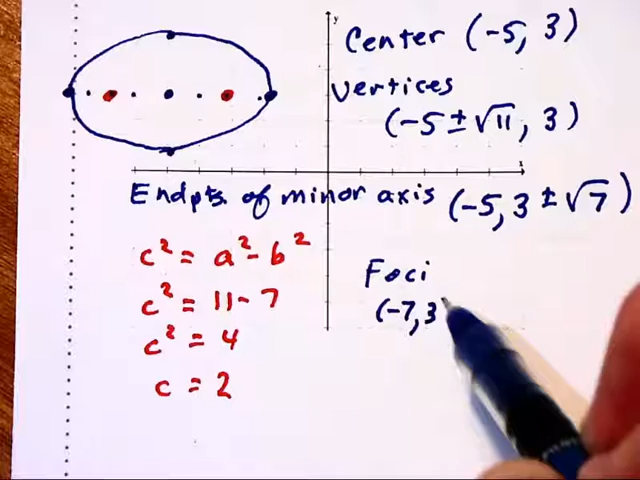 y
Center (-5, 3)
Vertices
(-5 ± √11, 3)
x
Endpts of minor axis (-5, 3 ± √7)
c² = a² - b²
c² = 11 - 7
c² = 4
c = 2
Foci
(-7, 3